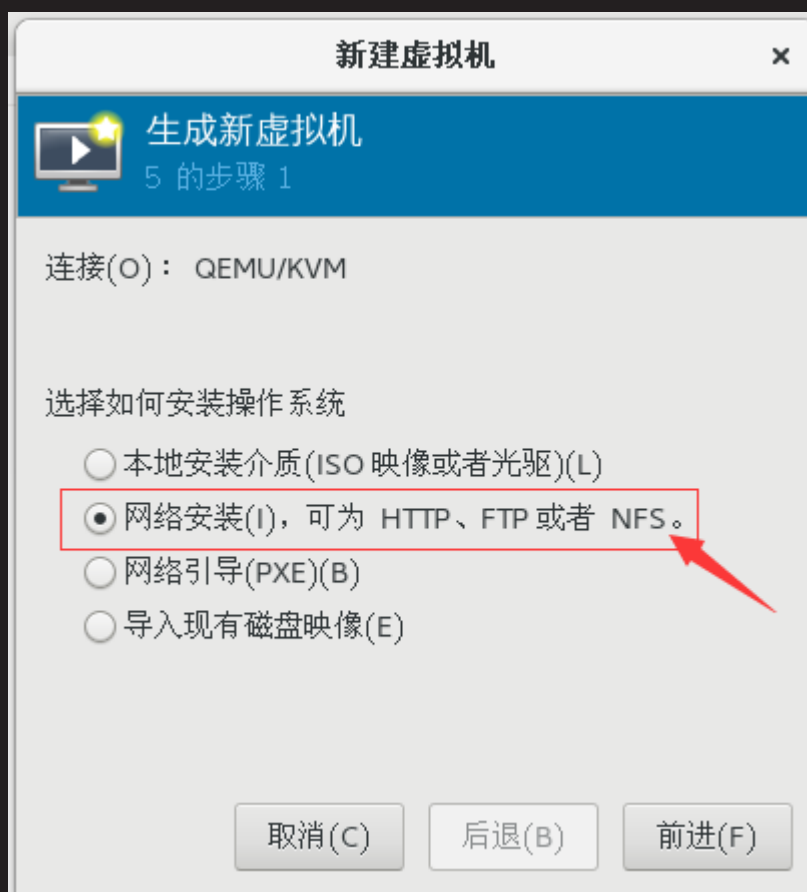 新建虚拟机 ×
生成新虚拟机
5 的步骤 1
连接(O)： QEMU/KVM
选择如何安装操作系统
本地安装介质(ISO 映像或者光驱)(L)
网络安装(I)，可为 HTTP、FTP 或者 NFS。
网络引导(PXE)(B)
导入现有磁盘映像(E)
取消(C) 后退(B) 前进(F)